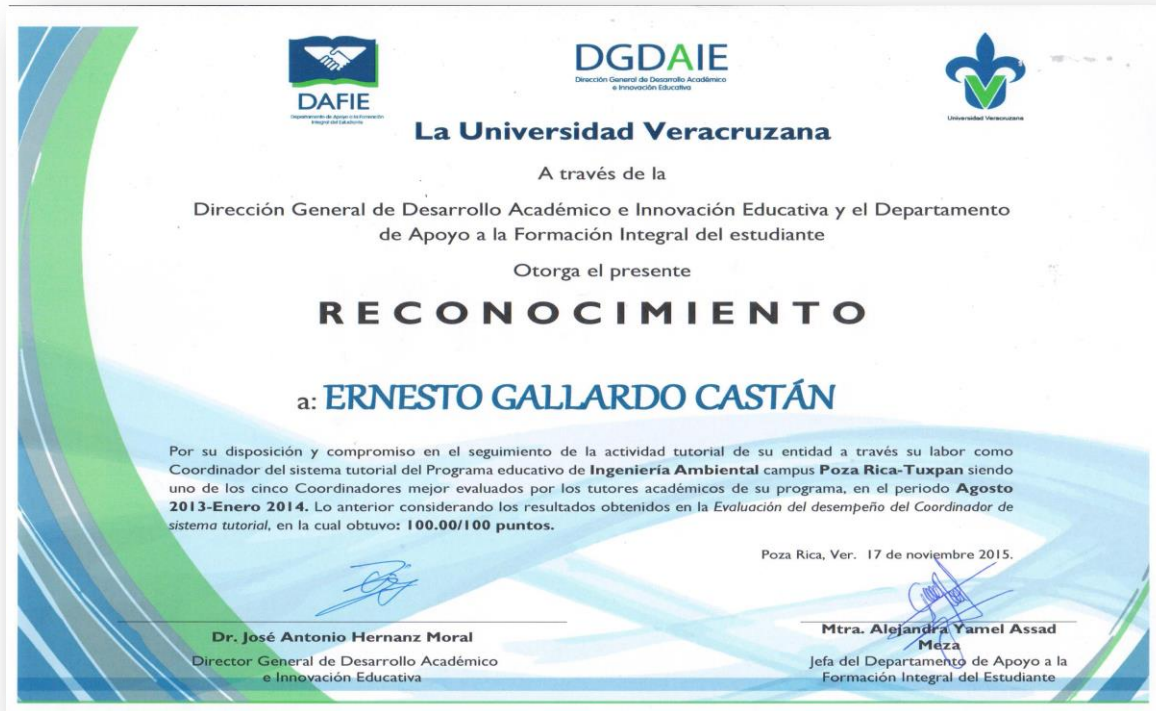 DAFIE
Departamento de Apoyo a la Formación
Integral del Estudiante
DGDAIE
Dirección General de Desarrollo Académico
e Innovación Educativa
Universidad Veracruzana
La Universidad Veracruzana
A través de la
Dirección General de Desarrollo Académico e Innovación Educativa y el Departamento
de Apoyo a la Formación Integral del estudiante
Otorga el presente
RECONOCIMIENTO
a: ERNESTO GALLARDO CASTÁN
Por su disposición y compromiso en el seguimiento de la actividad tutorial de su entidad a través su labor como
Coordinador del sistema tutorial del Programa educativo de Ingeniería Ambiental campus Poza Rica-Tuxpan siendo
uno de los cinco Coordinadores mejor evaluados por los tutores académicos de su programa, en el periodo Agosto
2013-Enero 2014. Lo anterior considerando los resultados obtenidos en la Evaluación del desempeño del Coordinador de
sistema tutorial, en la cual obtuvo: 100.00/100 puntos.
Poza Rica, Ver. 17 de noviembre 2015.
Dr. José Antonio Hernanz Moral
Director General de Desarrollo Académico
e Innovación Educativa
Mtra. Alejandra Yamel Assad
Meza
Jefa del Departamento de Apoyo a la
Formación Integral del Estudiante